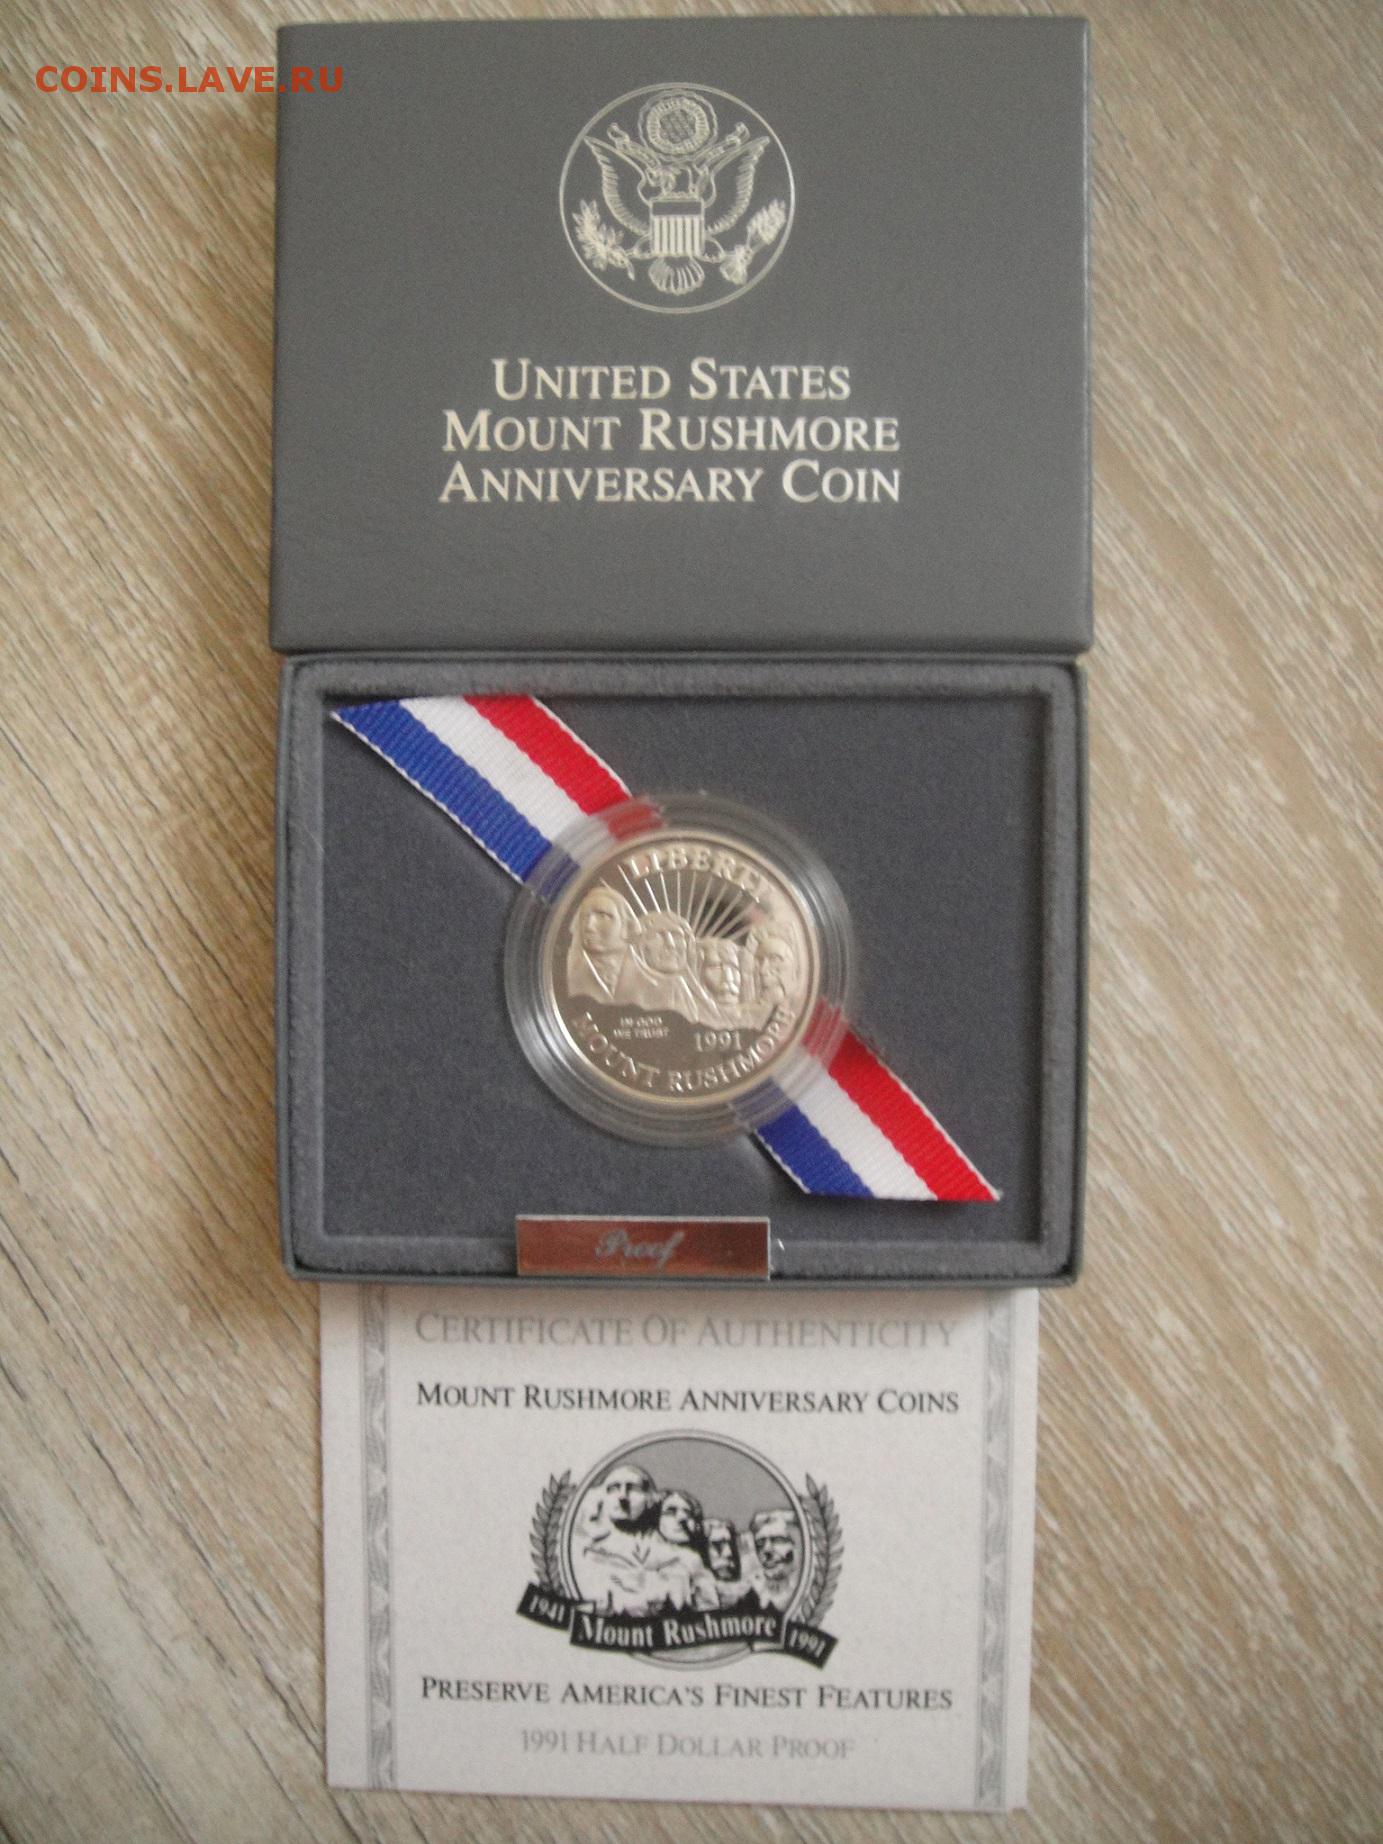 COINS.LAVE.RU
UNITED STATES
MOUNT RUSHMORE
ANNIVERSARY COIN
LIBERTY
IN GOD
WE TRUST
1991
MOUNT RUSHMORE
Proof
CERTIFICATE OF AUTHENTICITY
MOUNT RUSHMORE ANNIVERSARY COINS
1941 Mount Rushmore 1991
PRESERVE AMERICA'S FINEST FEATURES
1991 HALF DOLLAR PROOF